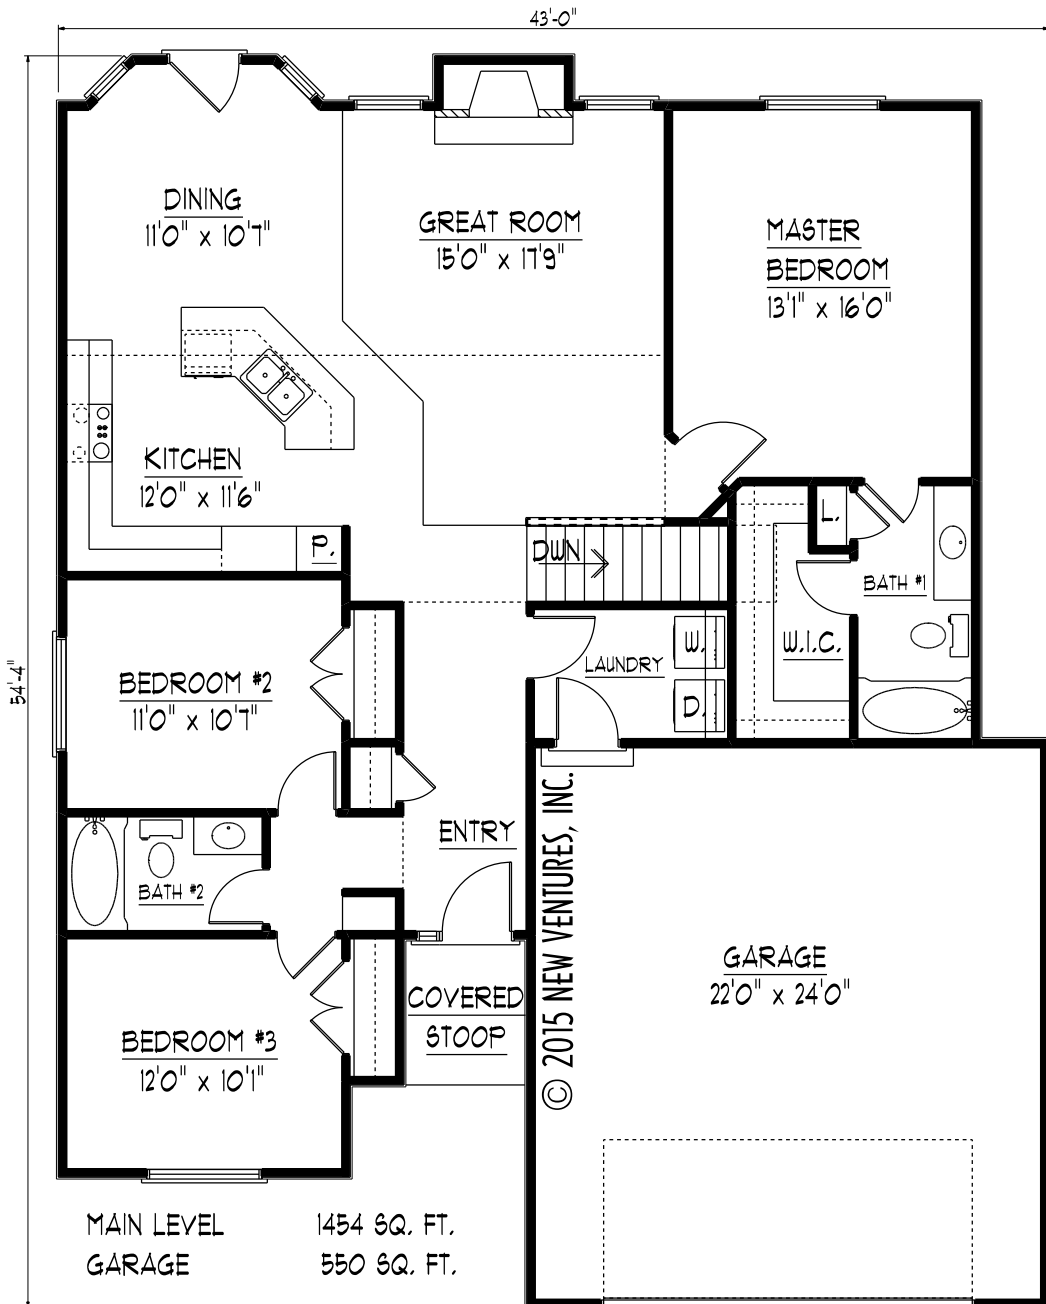 43'-0"
DINING
11'0" x 10'7"
GREAT ROOM
15'0" x 17'9"
MASTER
BEDROOM
13'1" x 16'0"
KITCHEN
12'0" x 11'6"
P.
DWN
L.
BATH #1
W.I.C.
W.
LAUNDRY
D.
54'-4"
BEDROOM #2
11'0" x 10'7"
ENTRY
BATH #2
© 2015 NEW VENTURES, INC.
GARAGE
22'0" x 24'0"
COVERED
STOOP
BEDROOM #3
12'0" x 10'1"
MAIN LEVEL 1454 SQ. FT.
GARAGE 550 SQ. FT.